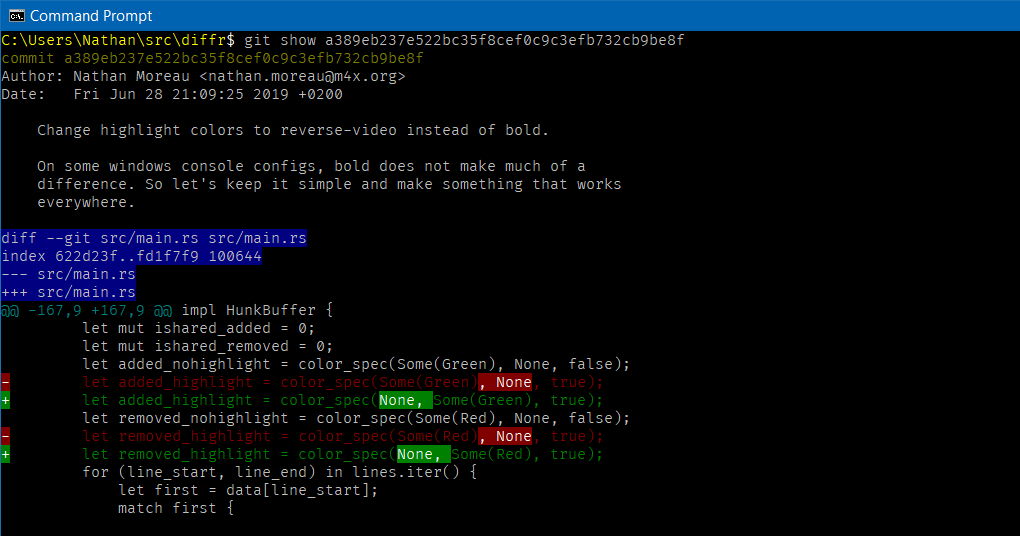 Command Prompt
C:\Users\Nathan\src\diffr$ git show a389eb237e522bc35f8cef0c9c3efb732cb9be8f
commit a389eb237e522bc35f8cef0c9c3efb732cb9be8f
Author: Nathan Moreau <nathan.moreau@m4x.org>
Date:   Fri Jun 28 21:09:25 2019 +0200
    Change highlight colors to reverse-video instead of bold.
    On some windows console configs, bold does not make much of a
    difference. So let's keep it simple and make something that works
    everywhere.
diff --git src/main.rs src/main.rs
index 622d23f..fd1f7f9 100644
--- src/main.rs
+++ src/main.rs
@@ -167,9 +167,9 @@ impl HunkBuffer {
         let mut ishared_added = 0;
         let mut ishared_removed = 0;
         let added_nohighlight = color_spec(Some(Green), None, false);
-        let added_highlight = color_spec(Some(Green), None, true);
+        let added_highlight = color_spec(None, Some(Green), true);
         let removed_nohighlight = color_spec(Some(Red), None, false);
-        let removed_highlight = color_spec(Some(Red), None, true);
+        let removed_highlight = color_spec(None, Some(Red), true);
         for (line_start, line_end) in lines.iter() {
             let first = data[line_start];
             match first {